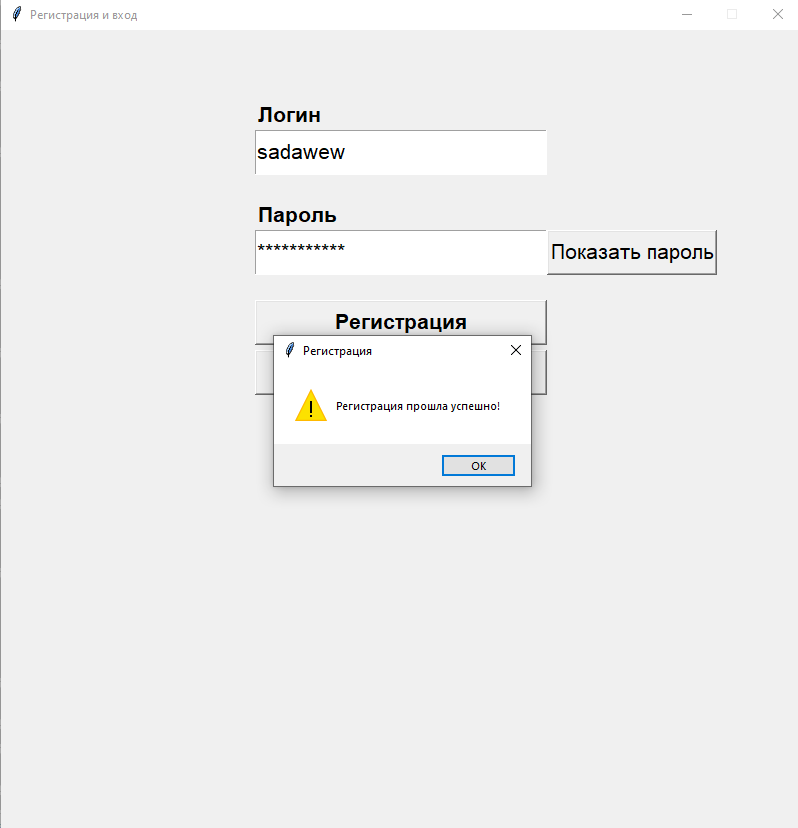 Регистрация и вход
Логин
sadawew
Пароль
***********
Показать пароль
Регистрация
Регистрация
Регистрация прошла успешно!
OK